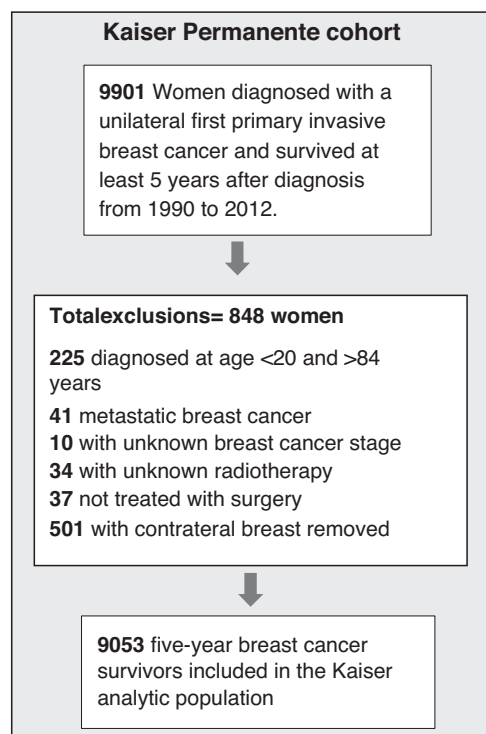 Kaiser Permanente cohort
9901 Women diagnosed with a
unilateral first primary invasive
breast cancer and survived at
least 5 years after diagnosis
from 1990 to 2012.
Totalexclusions= 848 women
225 diagnosed at age <20 and >84
years
41 metastatic breast cancer
10 with unknown breast cancer stage
34 with unknown radiotherapy
37 not treated with surgery
501 with contrateral breast removed
9053 five-year breast cancer
survivors included in the Kaiser
analytic population